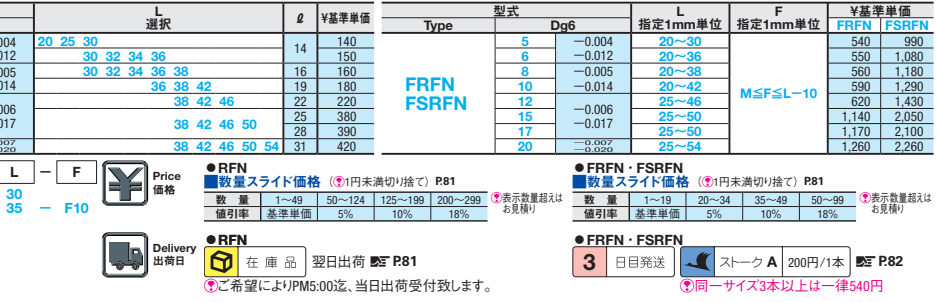 L 選択 ℓ ¥基準単価
004 20 25 30 14 140
012 30 32 34 36 150
005 30 32 34 36 38 16 160
014 36 38 42 19 180
006 38 42 46 22 220
017 38 42 46 50 25 380
28 390
38 42 46 50 54 31 420
型式 L 指定1mm単位 F 指定1mm単位 ¥基準単価
Type Dg6 FRFN FSRFN
FRFN FSRFN
5 −0.004 20〜30 540 990
6 −0.012 20〜36 550 1,080
8 −0.005 20〜38 560 1,180
10 −0.014 20〜42 590 1,290
M≦F≦L−10
12 −0.006 25〜46 620 1,430
15 −0.017 25〜50 1,140 2,050
17 25〜50 1,170 2,100
20 −0.007 −0.020 25〜54 1,260 2,260
L − F
30
35 − F10
¥ Price 価格
●RFN
■数量スライド価格 (1円未満切り捨て) P.81
数 量 1〜49 50〜124 125〜199 200〜299
値引率 基準単価 5% 10% 18%
表示数量超えは
お見積り
●FRFN・FSRFN
■数量スライド価格 (1円未満切り捨て) P.81
数 量 1〜19 20〜34 35〜49 50〜99
値引率 基準単価 5% 10% 18%
表示数量超えは
お見積り
Delivery 出荷日
●RFN
在庫品 翌日出荷 P.81
ご希望によりPM5:00迄、当日出荷受付致します。
●FRFN・FSRFN
3 日目発送 ストーク A 200円/1本 P.82
同一サイズ3本以上は一律540円